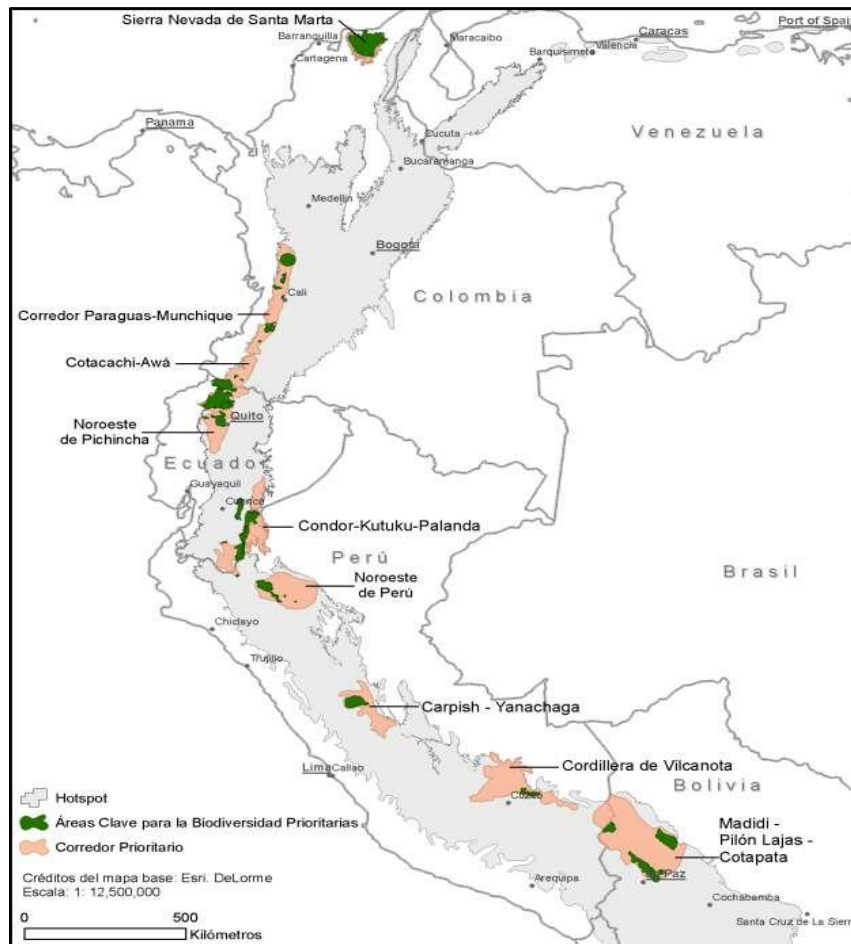 Sierra Nevada de Santa Marta
Barranquilla
Cartagena
Maracaibo
Barquisimeto
Valencia
Caracas
Port of Spain
Panama
Cucuta
Bucaramanga
Venezuela
Medellin
Bogota
Colombia
Cali
Corredor Paraguas-Munchique
Cotacachi-Awá
Noroeste
de Pichincha
Quito
Ecuador
Guayaquil
Cuenca
Condor-Kutuku-Palanda
Perú
Noroeste
de Perú
Brasil
Chiclayo
Trujillo
Carpish - Yanachaga
Lima
Callao
Cordillera de Vilcanota
Cuzco
Bolivia
Madidi -
Pilón Lajas -
Cotapata
La Paz
Arequipa
Cochabamba
Santa Cruz de La Sierra
Hotspot
Áreas Clave para la Biodiversidad Prioritarias
Corredor Prioritario
Créditos del mapa base: Esri. DeLorme
Escala: 1: 12,500,000
0 500
Kilómetros